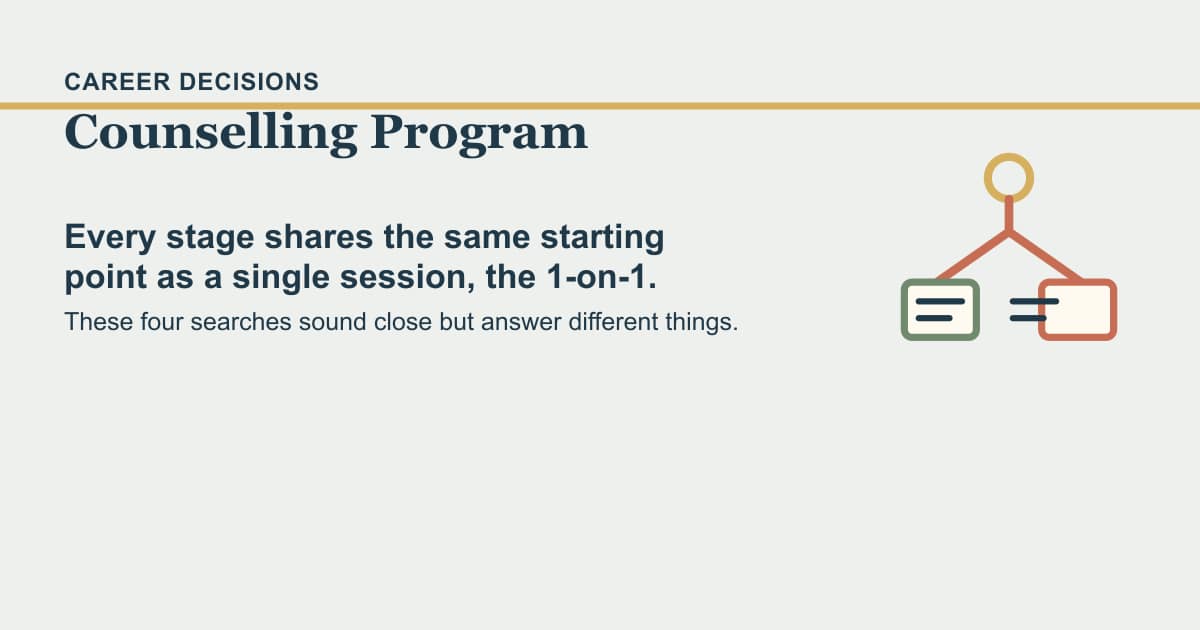 CAREER DECISIONS
Counselling Program
Every stage shares the same starting
point as a single session, the 1-on-1.
These four searches sound close but answer different things.